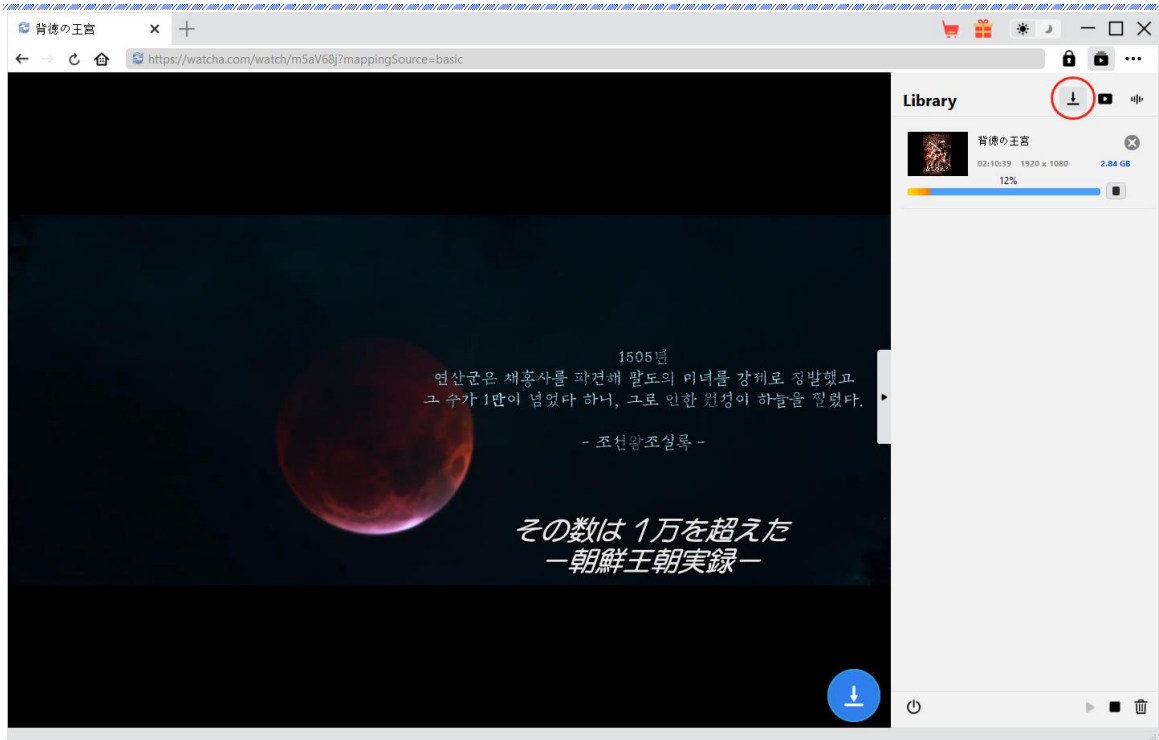 背徳の王宮
https://watcha.com/watch/m5aV68j?mappingSource=basic
Library
背徳の王宮
02:10:39 1920 x 1080 2.84 GB
12%
1505년
연산군은 채홍사를 파견해 팔도의 미녀를 강제로 징발했고
그 수가 1만이 넘었다 하니, 그로 인한 원성이 하늘을 찔렀다.
- 조선왕조실록 -
その数は 1万を超えた
ー朝鮮王朝実録ー